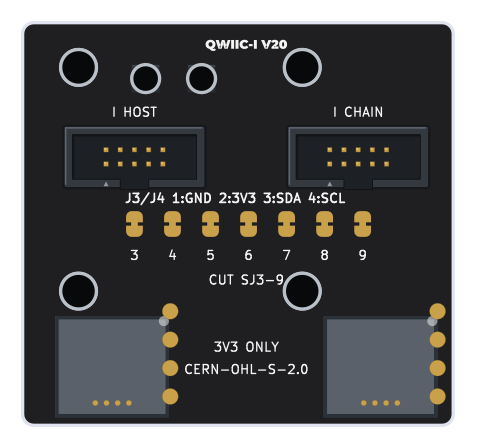 QWIIC-I V20
I HOST
I CHAIN
J3/J4 1:GND 2:3V3 3:SDA 4:SCL
3 4 5 6 7 8 9
CUT SJ3-9
3V3 ONLY
CERN-OHL-S-2.0